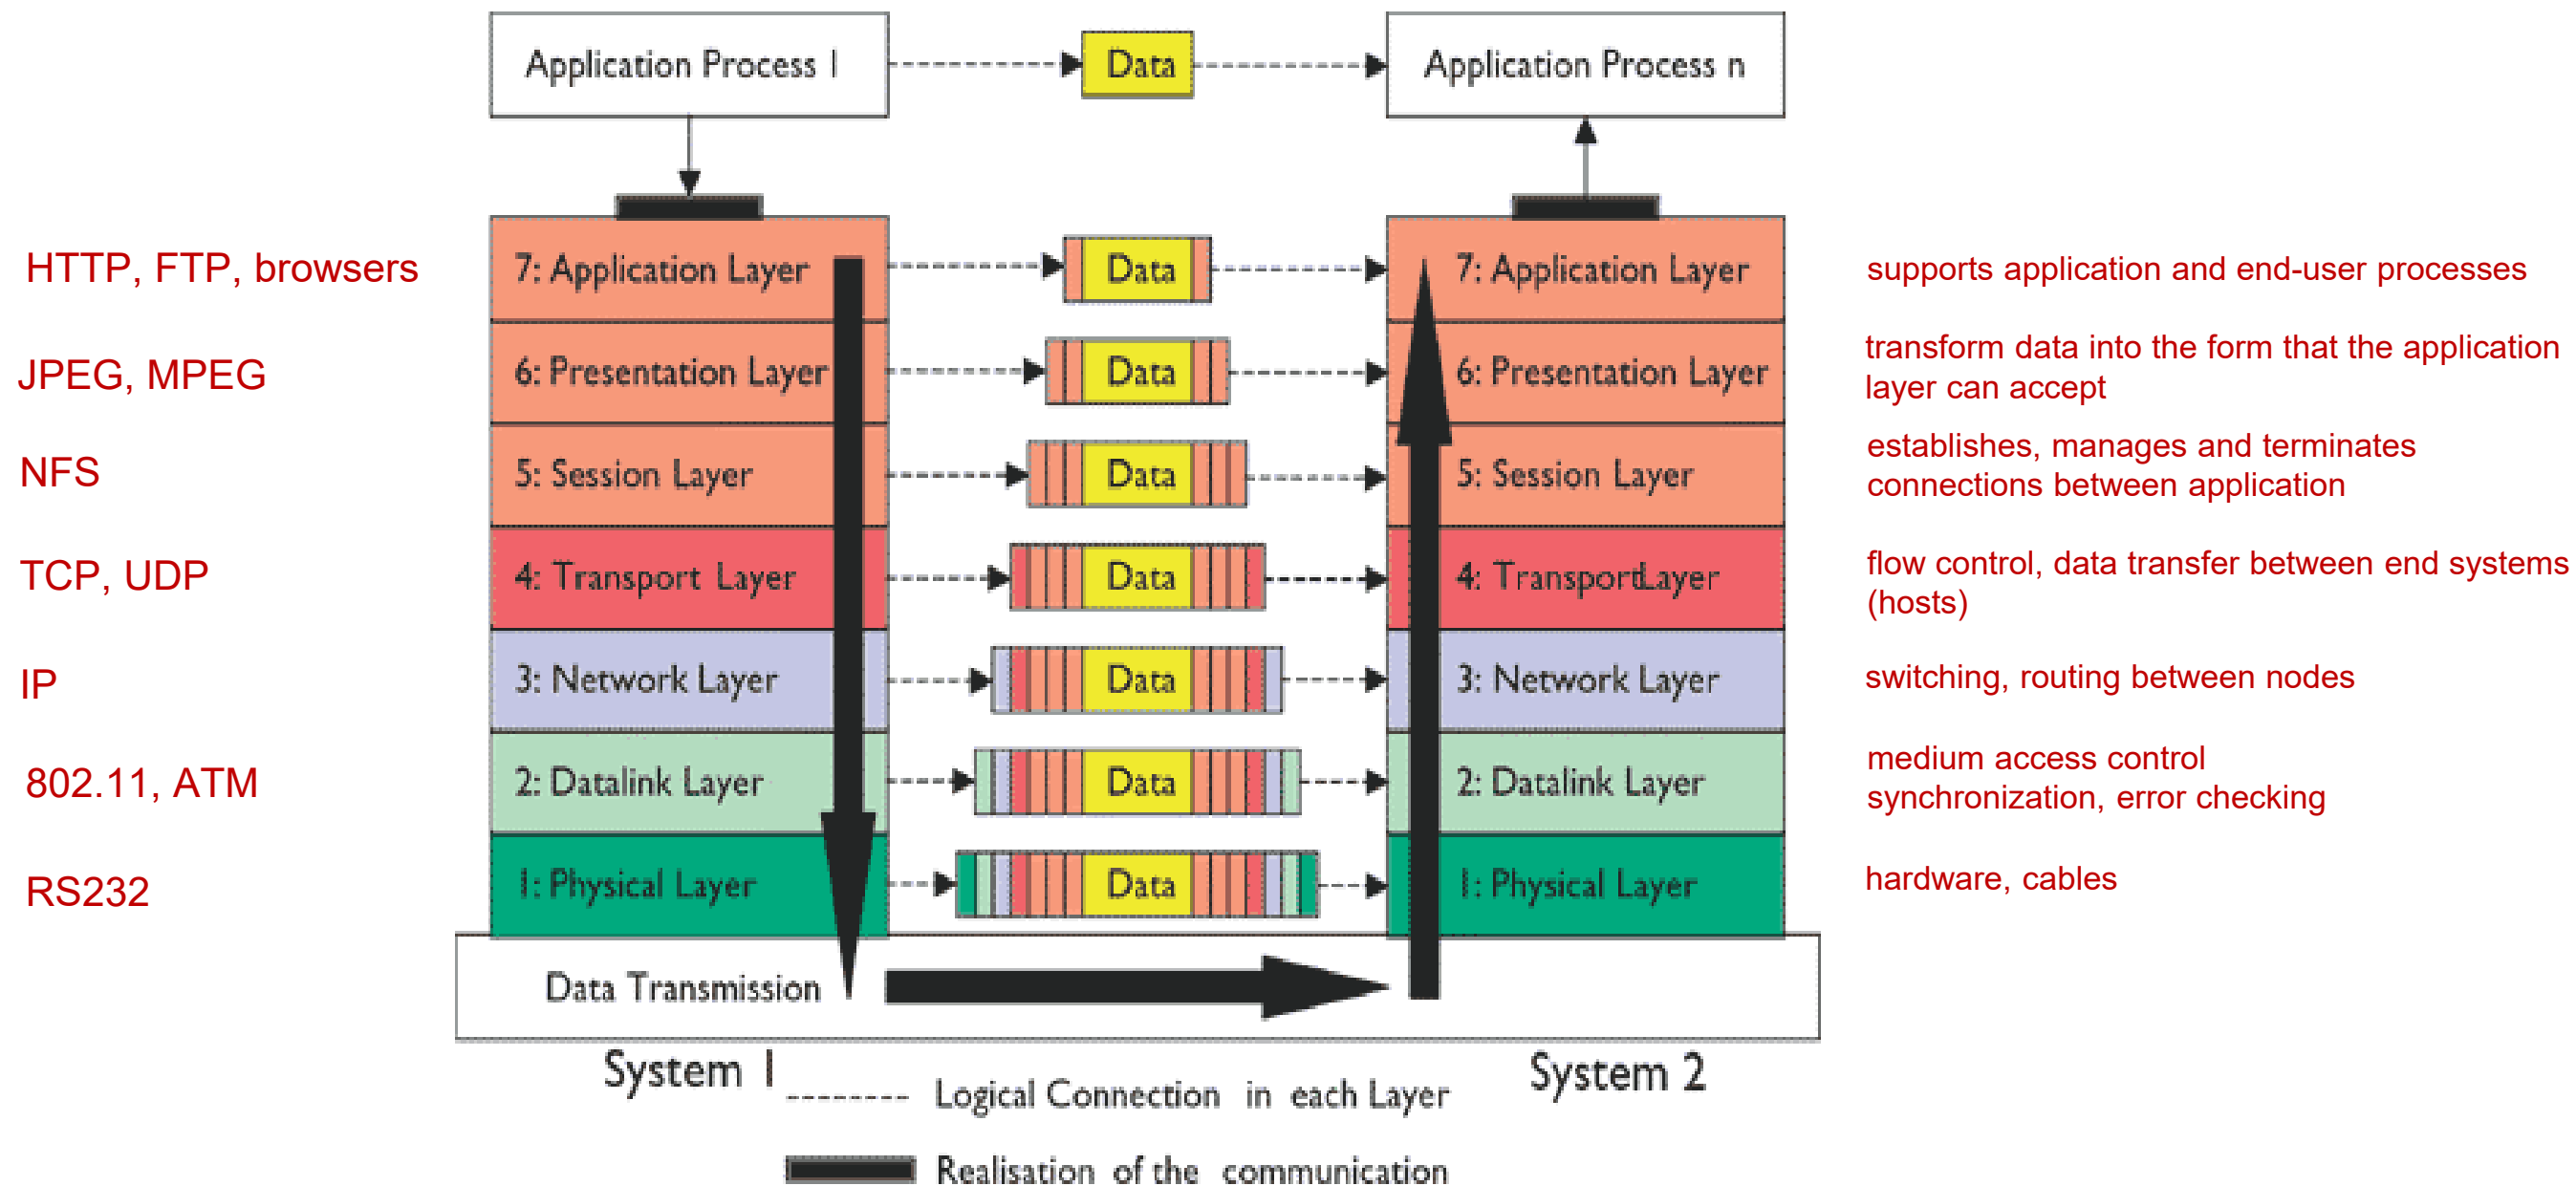 Application Process 1
Data
Application Process n
HTTP, FTP, browsers
7: Application Layer
Data
7: Application Layer
supports application and end-user processes
JPEG, MPEG
6: Presentation Layer
Data
6: Presentation Layer
transform data into the form that the application
layer can accept
NFS
5: Session Layer
Data
5: Session Layer
establishes, manages and terminates
connections between application
TCP, UDP
4: Transport Layer
Data
4: TransportLayer
flow control, data transfer between end systems
(hosts)
IP
3: Network Layer
Data
3: Network Layer
switching, routing between nodes
802.11, ATM
2: Datalink Layer
Data
2: Datalink Layer
medium access control
synchronization, error checking
RS232
1: Physical Layer
Data
1: Physical Layer
hardware, cables
Data Transmission
System 1
System 2
Logical Connection in each Layer
Realisation of the communication